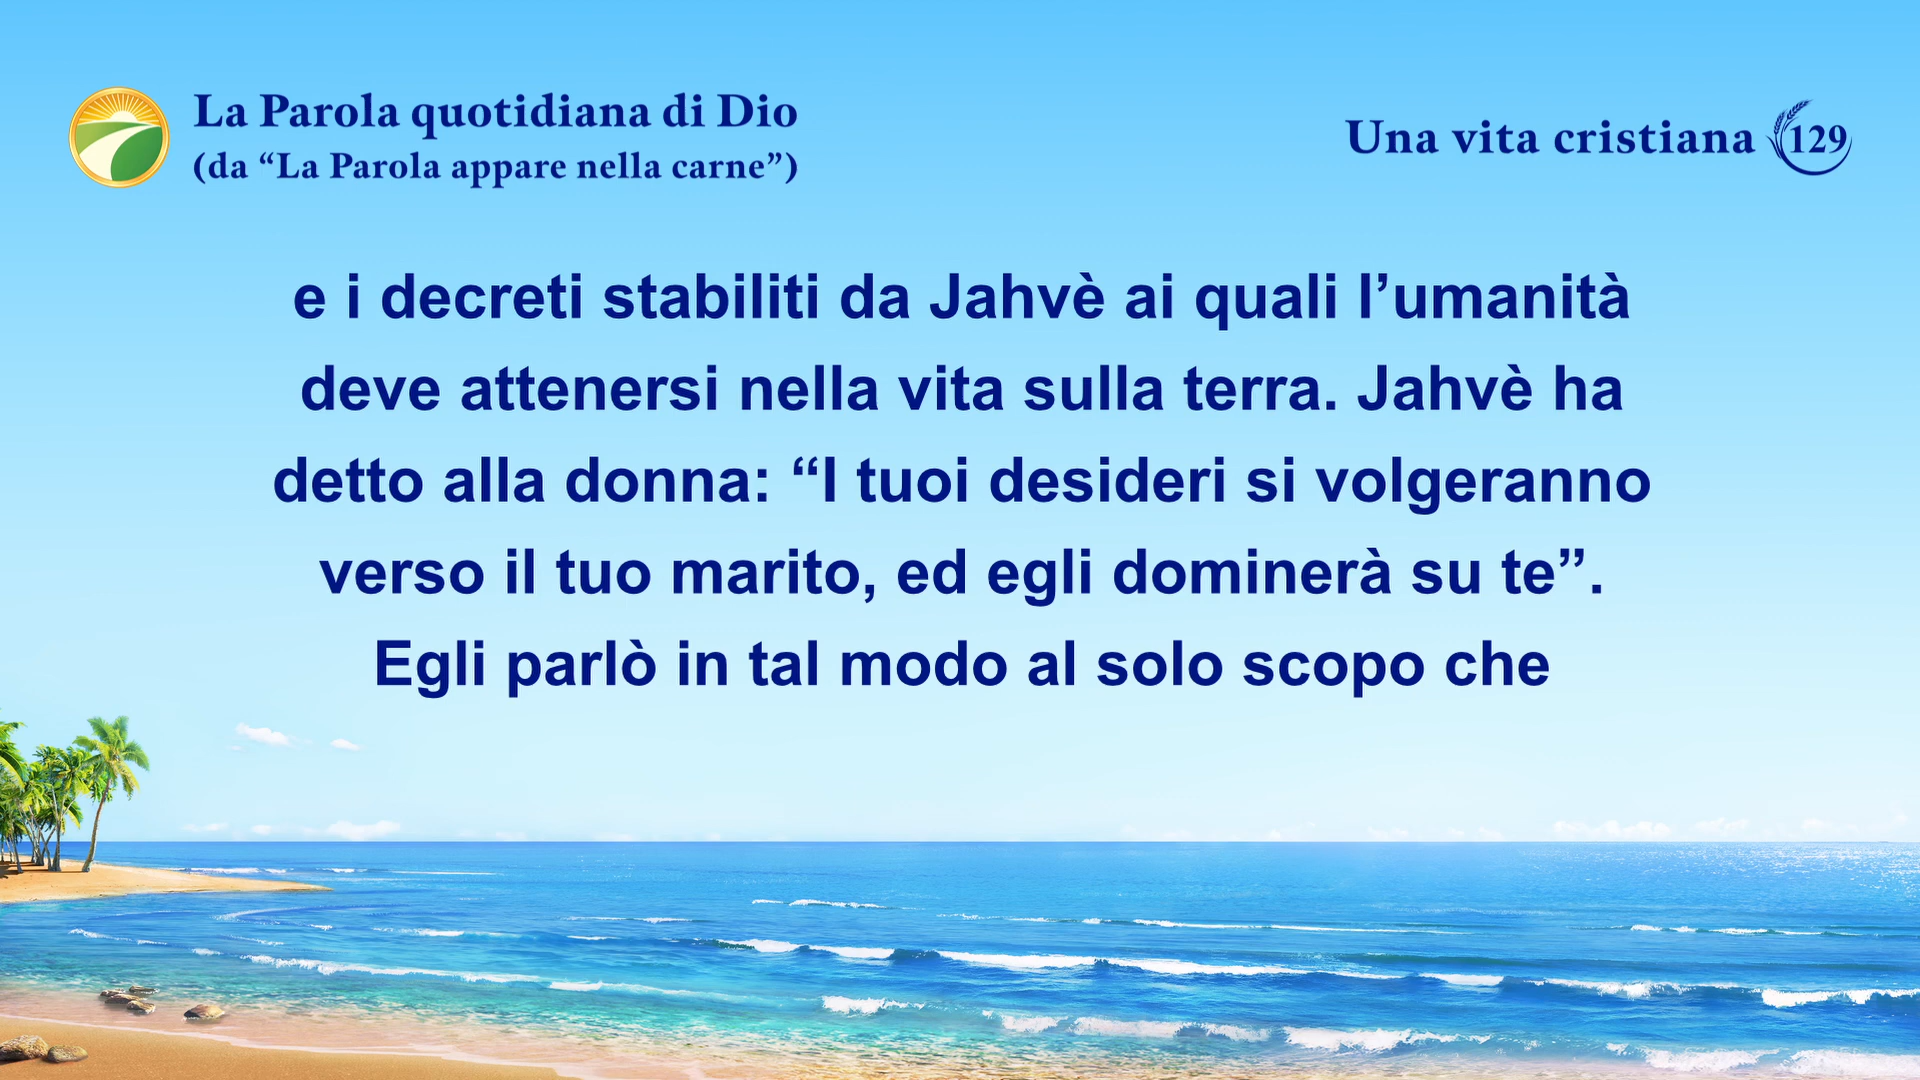 La Parola quotidiana di Dio
(da “La Parola appare nella carne”)
Una vita cristiana 129
e i decreti stabiliti da Jahvè ai quali l’umanità
deve attenersi nella vita sulla terra. Jahvè ha
detto alla donna: “I tuoi desideri si volgeranno
verso il tuo marito, ed egli dominerà su te”.
Egli parlò in tal modo al solo scopo che